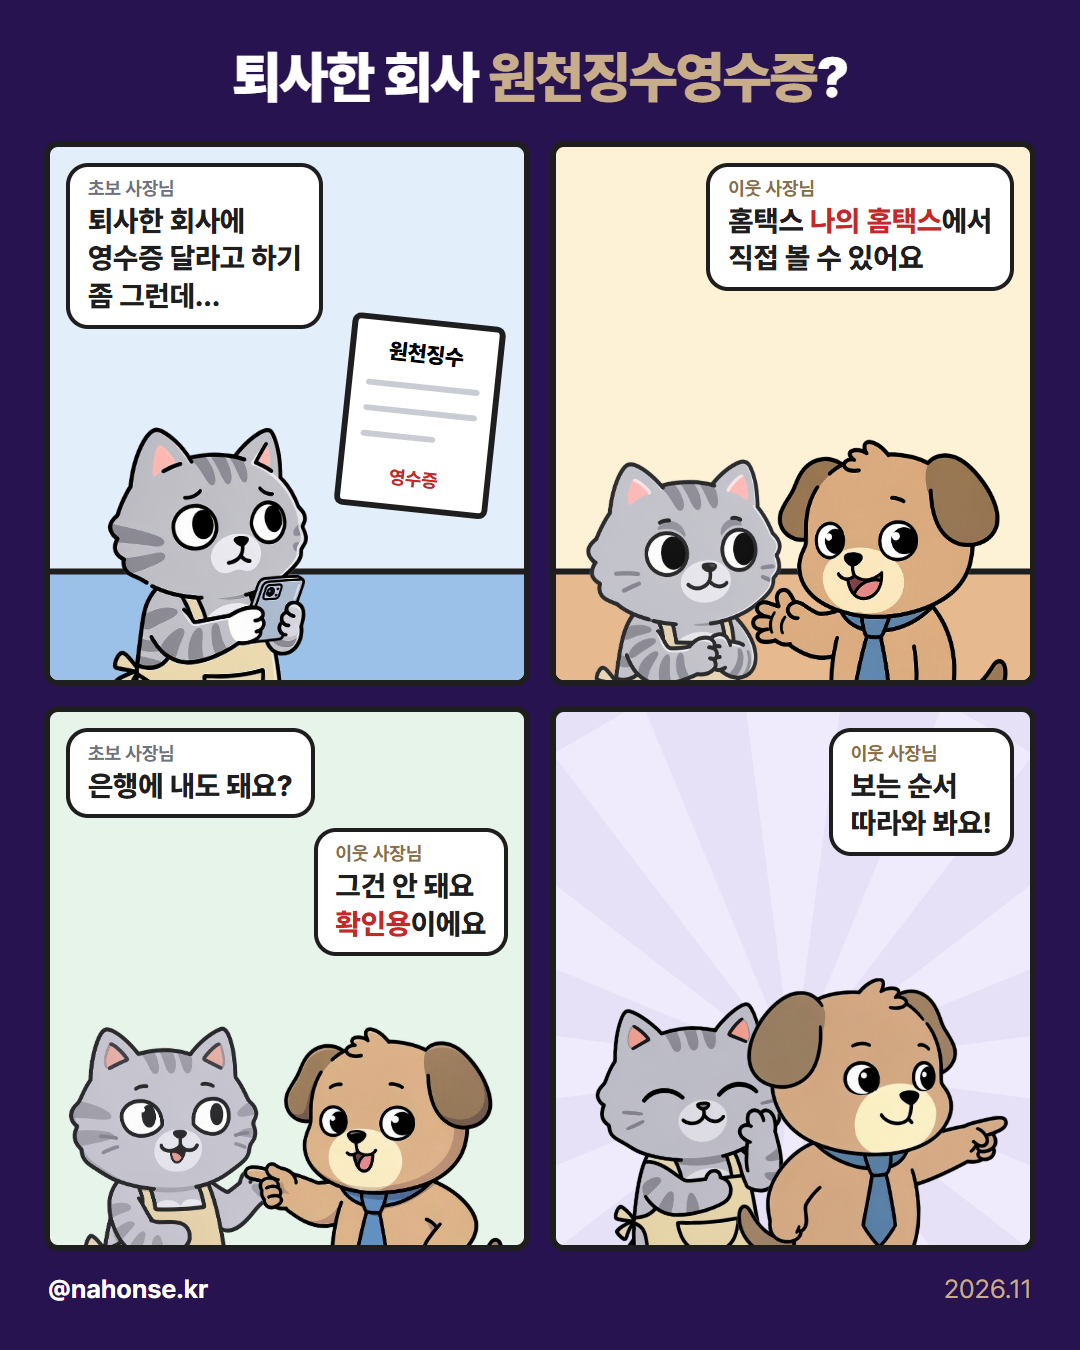 퇴사한 회사 원천징수영수증?
초보 사장님
퇴사한 회사에
영수증 달라고 하기
좀 그런데...
원천징수
영수증
이웃 사장님
홈택스 나의 홈택스에서
직접 볼 수 있어요
초보 사장님
은행에 내도 돼요?
이웃 사장님
그건 안 돼요
확인용이에요
이웃 사장님
보는 순서
따라와 봐요!
@nahonse.kr
2026.11